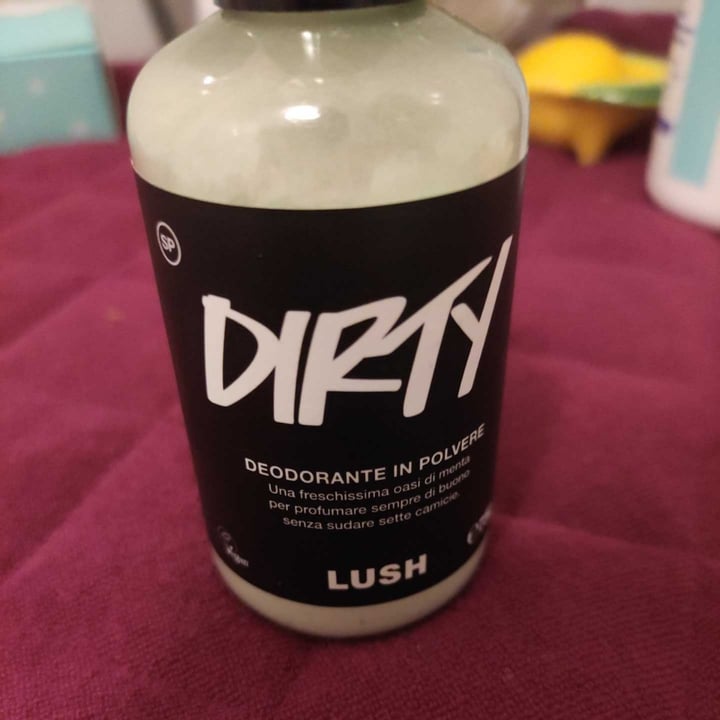 SP
DIRTY
DEODORANTE IN POLVERE
Una freschissima oasi di menta
per profumare sempre di buono
senza sudare sette camicie.
vegan
LUSH